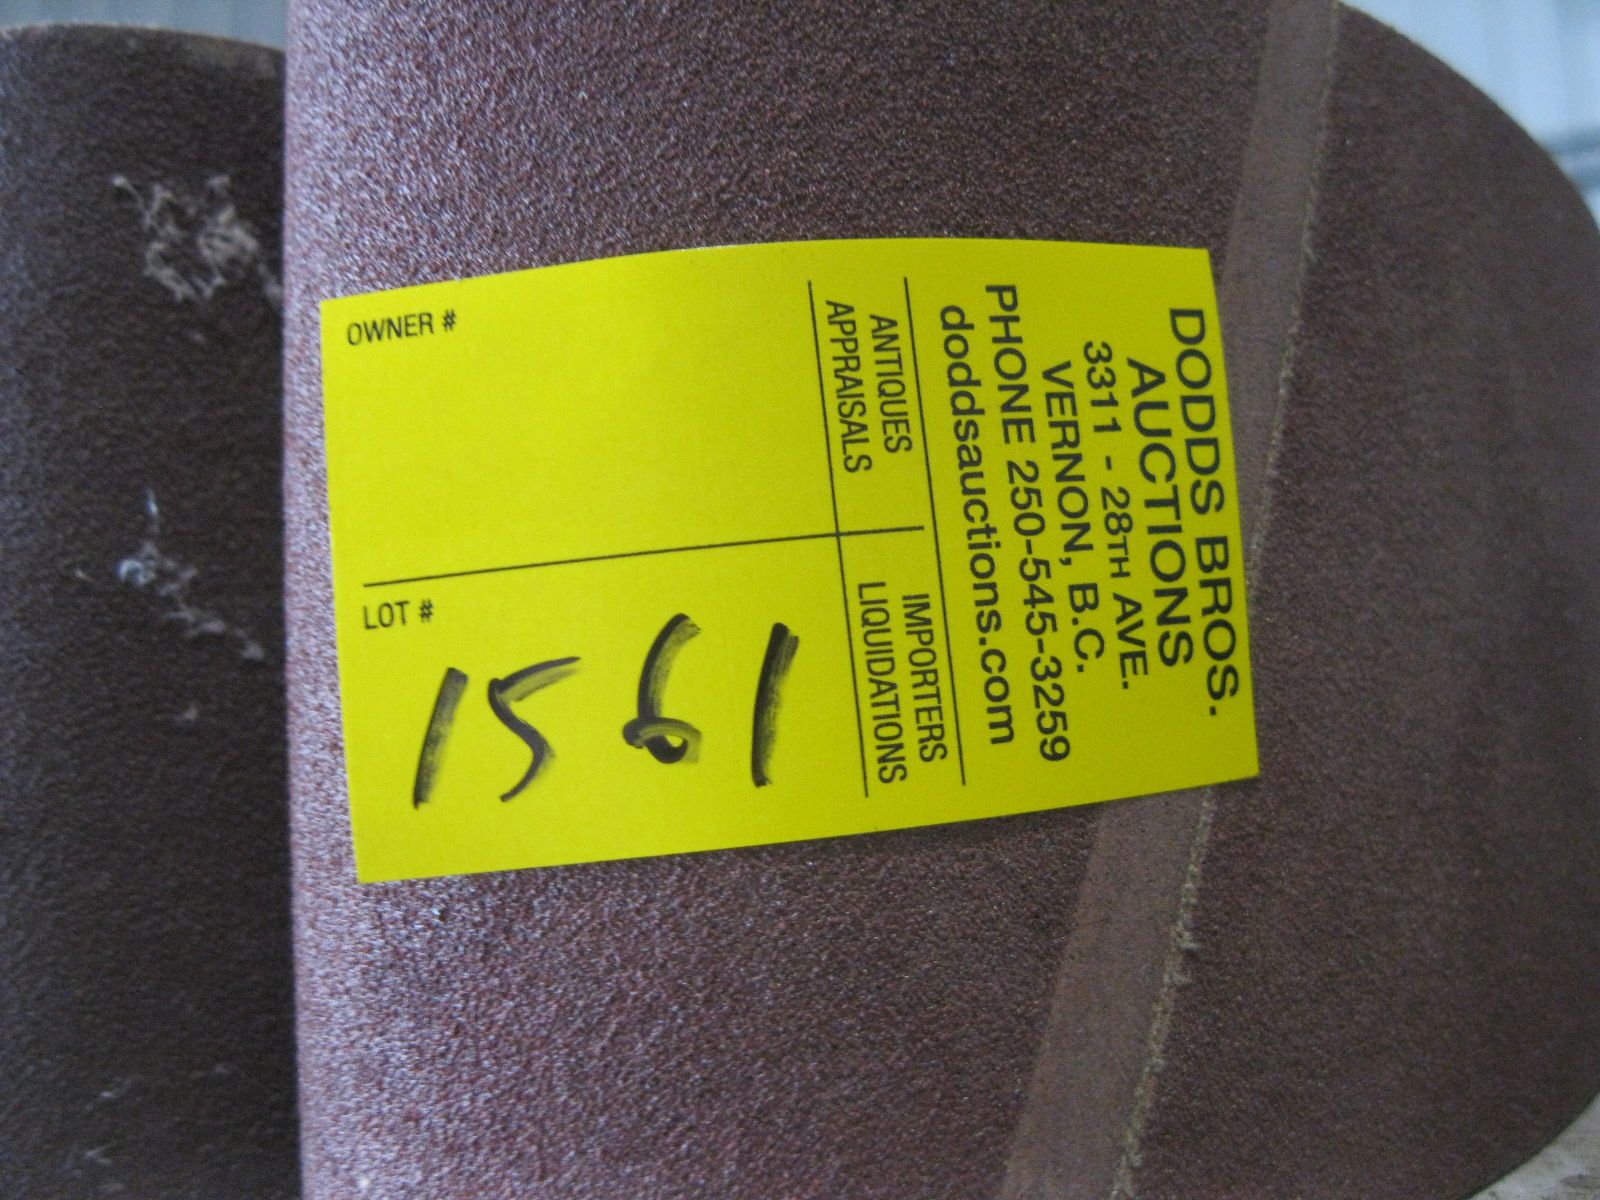 DODDS BROS.
AUCTIONS
3311 - 28TH AVE.
VERNON, B.C.
PHONE 250-545-3259
doddsauctions.com
ANTIQUES
APPRAISALS
IMPORTERS
LIQUIDATIONS
OWNER #
LOT #
1561